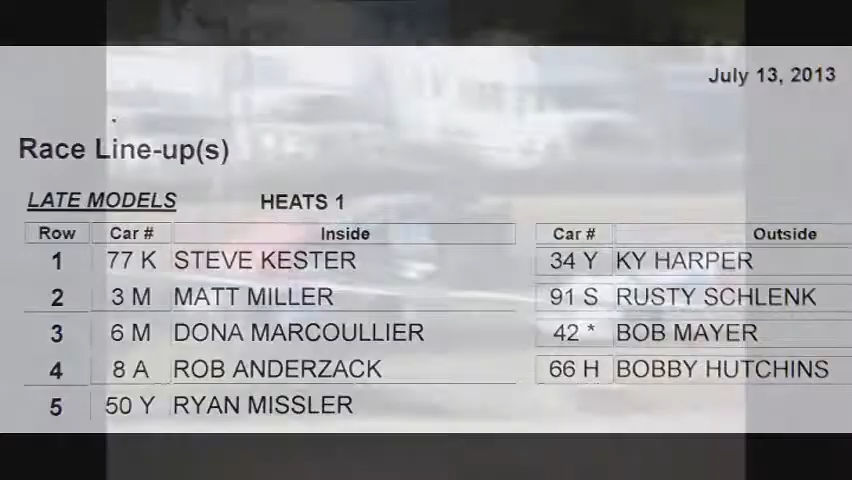 July 13, 2013
Race Line-up(s)
LATE MODELS HEATS 1
Row Car # Inside Car # Outside
1 77 K STEVE KESTER 34 Y KY HARPER
2 3 M MATT MILLER 91 S RUSTY SCHLENK
3 6 M DONA MARCOULLIER 42 * BOB MAYER
4 8 A ROB ANDERZACK 66 H BOBBY HUTCHINS
5 50 Y RYAN MISSLER